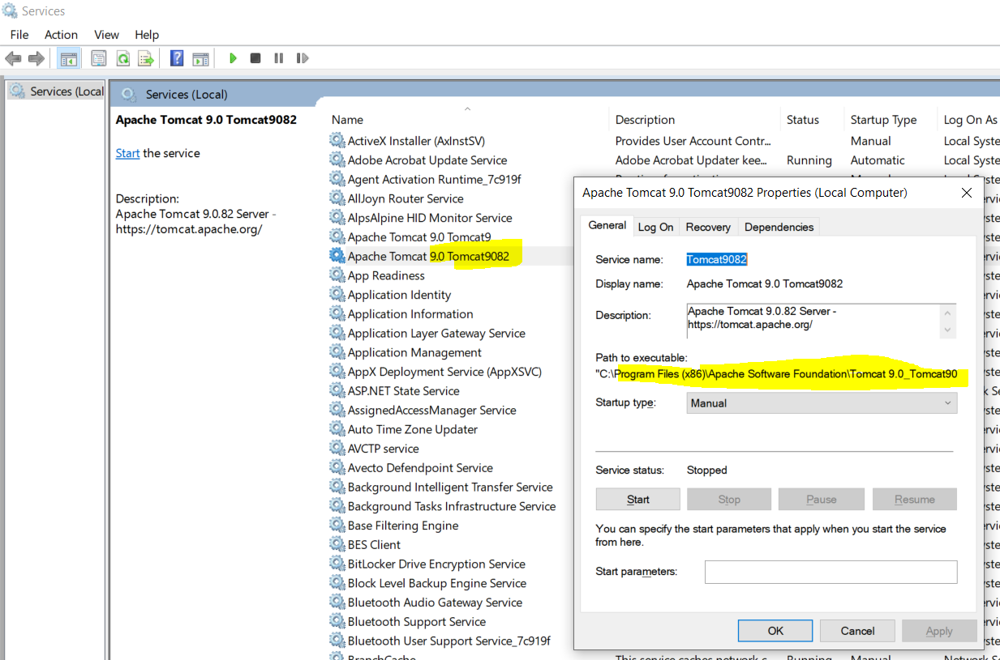 Services
File Action View Help
Services (Local
Services (Local)
Apache Tomcat 9.0 Tomcat9082
Start the service
Description:
Apache Tomcat 9.0.82 Server -
https://tomcat.apache.org/
Name Description Status Startup Type Log On As
ActiveX Installer (AxInstSV) Provides User Account Contr... Manual Local Syste
Adobe Acrobat Update Service Adobe Acrobat Updater kee... Running Automatic Local Syste
Agent Activation Runtime_7c919f
AllJoyn Router Service
AlpsAlpine HID Monitor Service
Apache Tomcat 9.0 Tomcat9
Apache Tomcat 9.0 Tomcat9082
App Readiness
Application Identity
Application Information
Application Layer Gateway Service
Application Management
AppX Deployment Service (AppXSVC)
ASP.NET State Service
AssignedAccessManager Service
Auto Time Zone Updater
AVCTP service
Avecto Defendpoint Service
Background Intelligent Transfer Service
Background Tasks Infrastructure Service
Base Filtering Engine
BES Client
BitLocker Drive Encryption Service
Block Level Backup Engine Service
Bluetooth Audio Gateway Service
Bluetooth Support Service
Bluetooth User Support Service_7c919f
BranchCache This service caches network c... Running Manual Network S
Apache Tomcat 9.0 Tomcat9082 Properties (Local Computer)
General Log On Recovery Dependencies
Service name: Tomcat9082
Display name: Apache Tomcat 9.0 Tomcat9082
Description: Apache Tomcat 9.0.82 Server -
https://tomcat.apache.org/
Path to executable:
"C:\Program Files (x86)\Apache Software Foundation\Tomcat 9.0_Tomcat90
Startup type: Manual
Service status: Stopped
Start Stop Pause Resume
You can specify the start parameters that apply when you start the service
from here.
Start parameters:
OK Cancel Apply